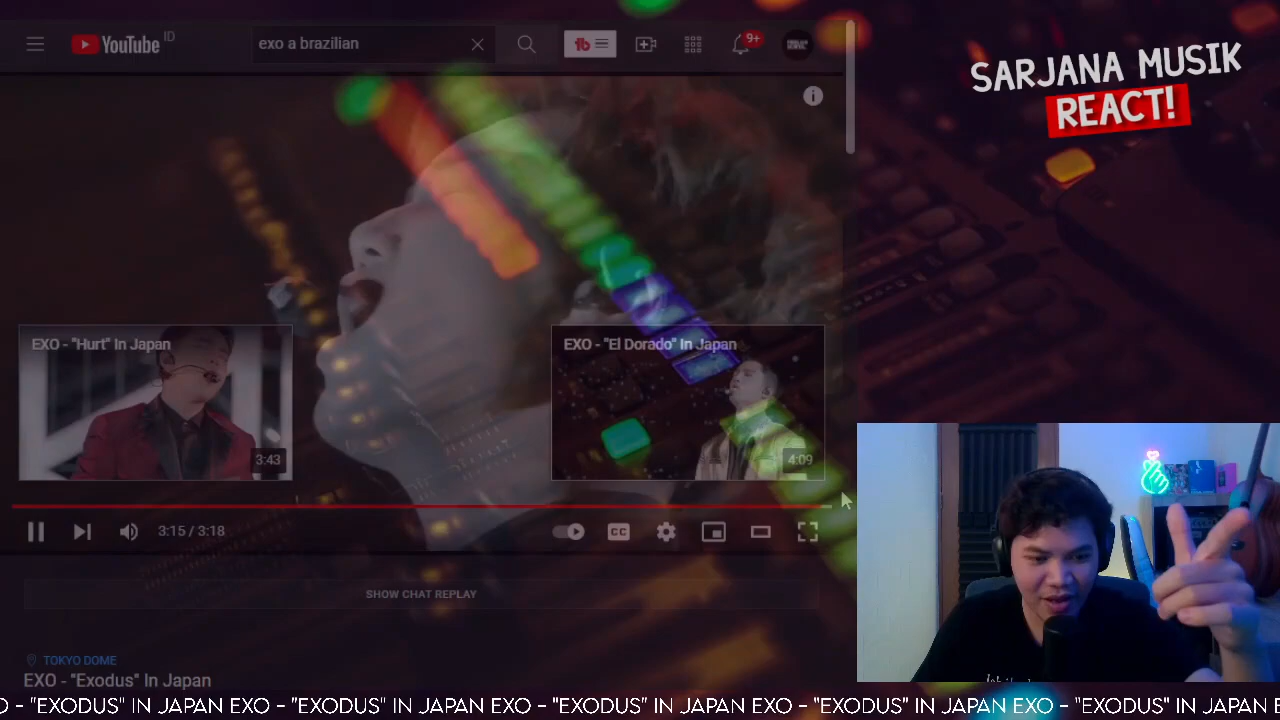 YouTube ID
exo a brazilian
9+
SARJANA MUSIK
REACT!
EXO - "Hurt" In Japan
3:43
EXO - "El Dorado" In Japan
4:09
3:15 / 3:18
CC
SHOW CHAT REPLAY
TOKYO DOME
EXO - "Exodus" In Japan
O - "EXODUS" IN JAPAN EXO - "EXODUS" IN JAPAN EXO - "EXODUS" IN JAPAN EXO - "EXODUS" IN JAPAN EXO - "EXODUS" IN JAPAN E